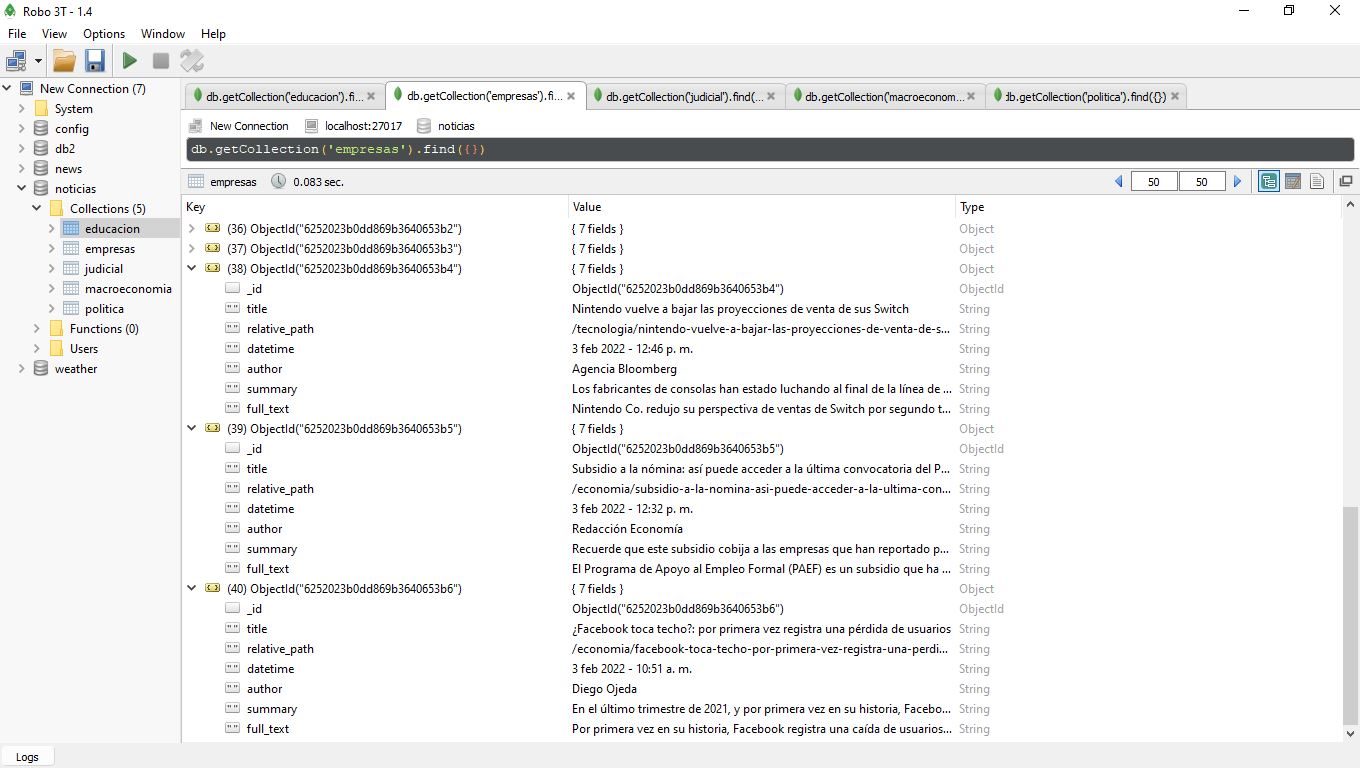 Robo 3T - 1.4
File View Options Window Help
New Connection (7)
System
config
db2
news
noticias
Collections (5)
educacion
empresas
judicial
macroeconomia
politica
Functions (0)
Users
weather
db.getCollection('educacion').fi... db.getCollection('empresas').fi... db.getCollection('judicial').find(... db.getCollection('macroeconom... db.getCollection('politica').find({})
New Connection localhost:27017 noticias
db.getCollection('empresas').find({})
empresas 0.083 sec. 50 50
Key Value Type
(36) ObjectId("6252023b0dd869b3640653b2") { 7 fields } Object
(37) ObjectId("6252023b0dd869b3640653b3") { 7 fields } Object
(38) ObjectId("6252023b0dd869b3640653b4") { 7 fields } Object
_id ObjectId("6252023b0dd869b3640653b4") ObjectId
title Nintendo vuelve a bajar las proyecciones de venta de sus Switch String
relative_path /tecnologia/nintendo-vuelve-a-bajar-las-proyecciones-de-venta-de-s... String
datetime 3 feb 2022 - 12:46 p. m. String
author Agencia Bloomberg String
summary Los fabricantes de consolas han estado luchando al final de la línea de ... String
full_text Nintendo Co. redujo su perspectiva de ventas de Switch por segundo t... String
(39) ObjectId("6252023b0dd869b3640653b5") { 7 fields } Object
_id ObjectId("6252023b0dd869b3640653b5") ObjectId
title Subsidio a la nómina: así puede acceder a la última convocatoria del P... String
relative_path /economia/subsidio-a-la-nomina-asi-puede-acceder-a-la-ultima-con... String
datetime 3 feb 2022 - 12:32 p. m. String
author Redacción Economía String
summary Recuerde que este subsidio cobija a las empresas que han reportado p... String
full_text El Programa de Apoyo al Empleo Formal (PAEF) es un subsidio que ha ... String
(40) ObjectId("6252023b0dd869b3640653b6") { 7 fields } Object
_id ObjectId("6252023b0dd869b3640653b6") ObjectId
title ¿Facebook toca techo?: por primera vez registra una pérdida de usuarios String
relative_path /economia/facebook-toca-techo-por-primera-vez-registra-una-perdi... String
datetime 3 feb 2022 - 10:51 a. m. String
author Diego Ojeda String
summary En el último trimestre de 2021, y por primera vez en su historia, Facebo... String
full_text Por primera vez en su historia, Facebook registra una caída de usuarios... String
Logs